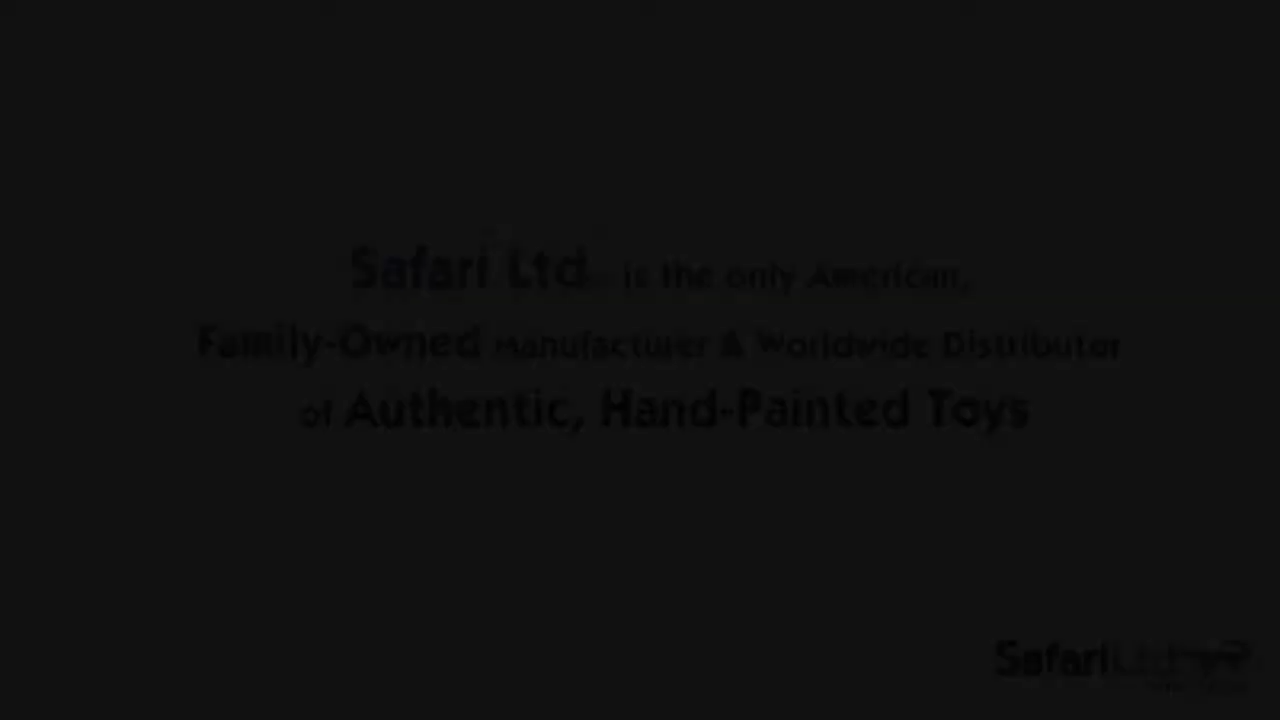 Safari Ltd. is the only American,
Family-Owned Manufacturer & Worldwide Distributor
of Authentic, Hand-Painted Toys
Safari Ltd